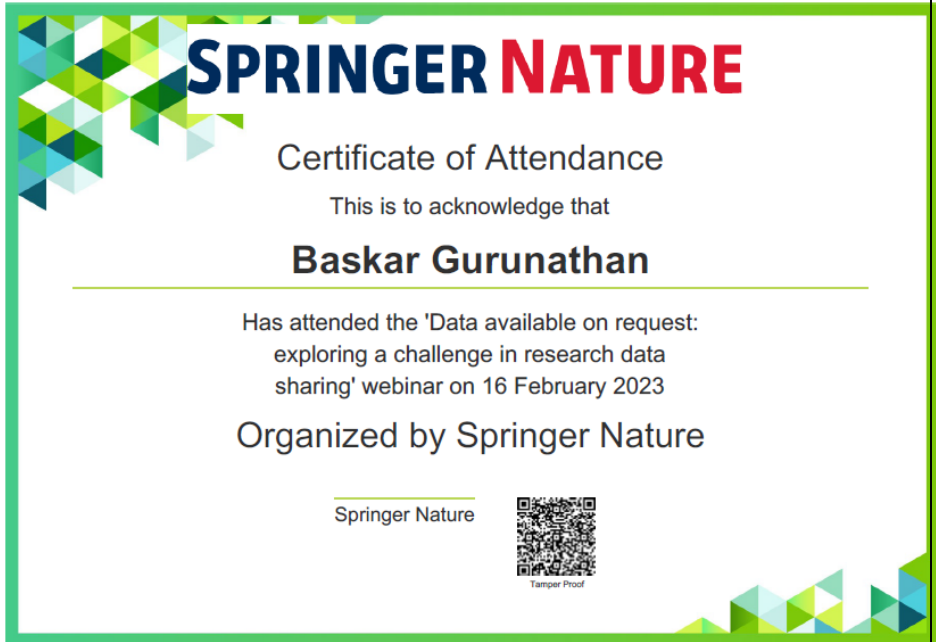 SPRINGER NATURE
Certificate of Attendance
This is to acknowledge that
Baskar Gurunathan
Has attended the 'Data available on request:
exploring a challenge in research data
sharing' webinar on 16 February 2023
Organized by Springer Nature
Springer Nature
Tamper Proof